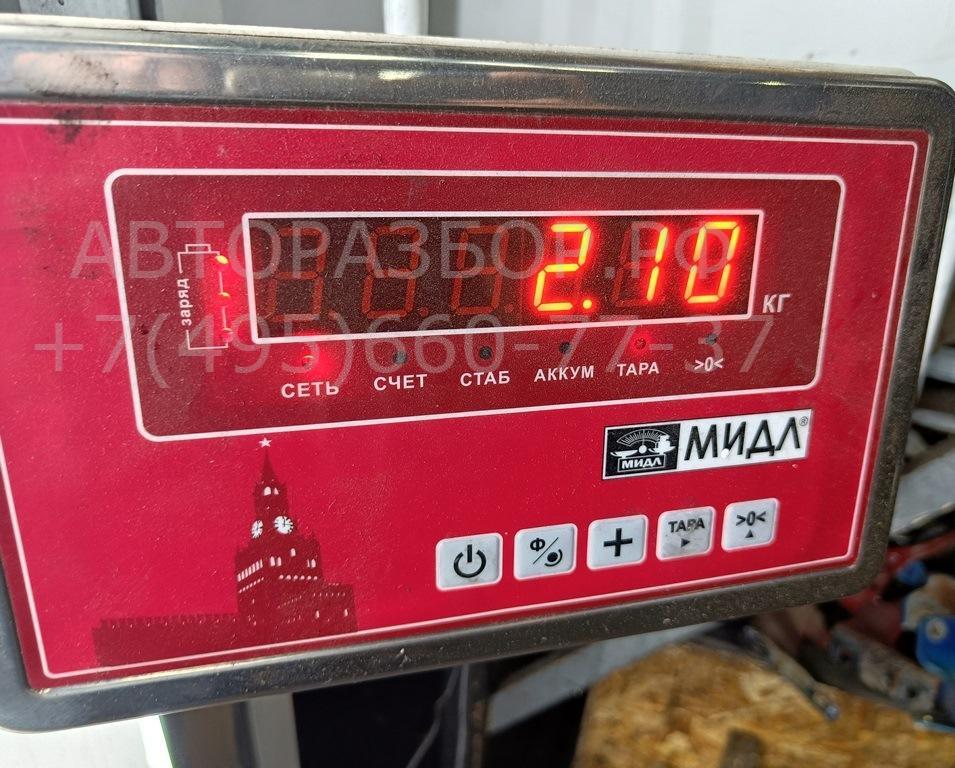 АВТОРАЗБОР.РФ
+7(495)660-77-37
заряд
2.10
КГ
СЕТЬ СЧЕТ СТАБ АККУМ ТАРА >0<
МИДЛ МИДЛ®
Ф ТАРА >0<